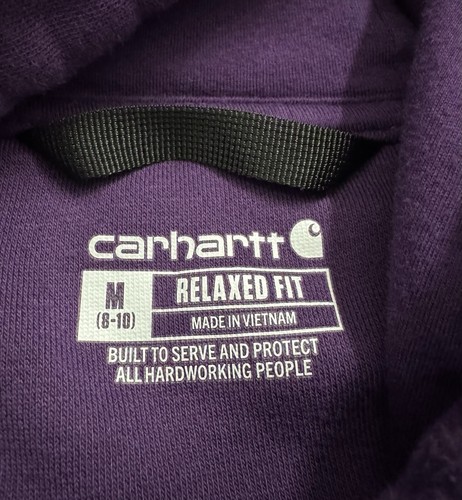 carhartt
M
(8-10)
RELAXED FIT
MADE IN VIETNAM
BUILT TO SERVE AND PROTECT
ALL HARDWORKING PEOPLE